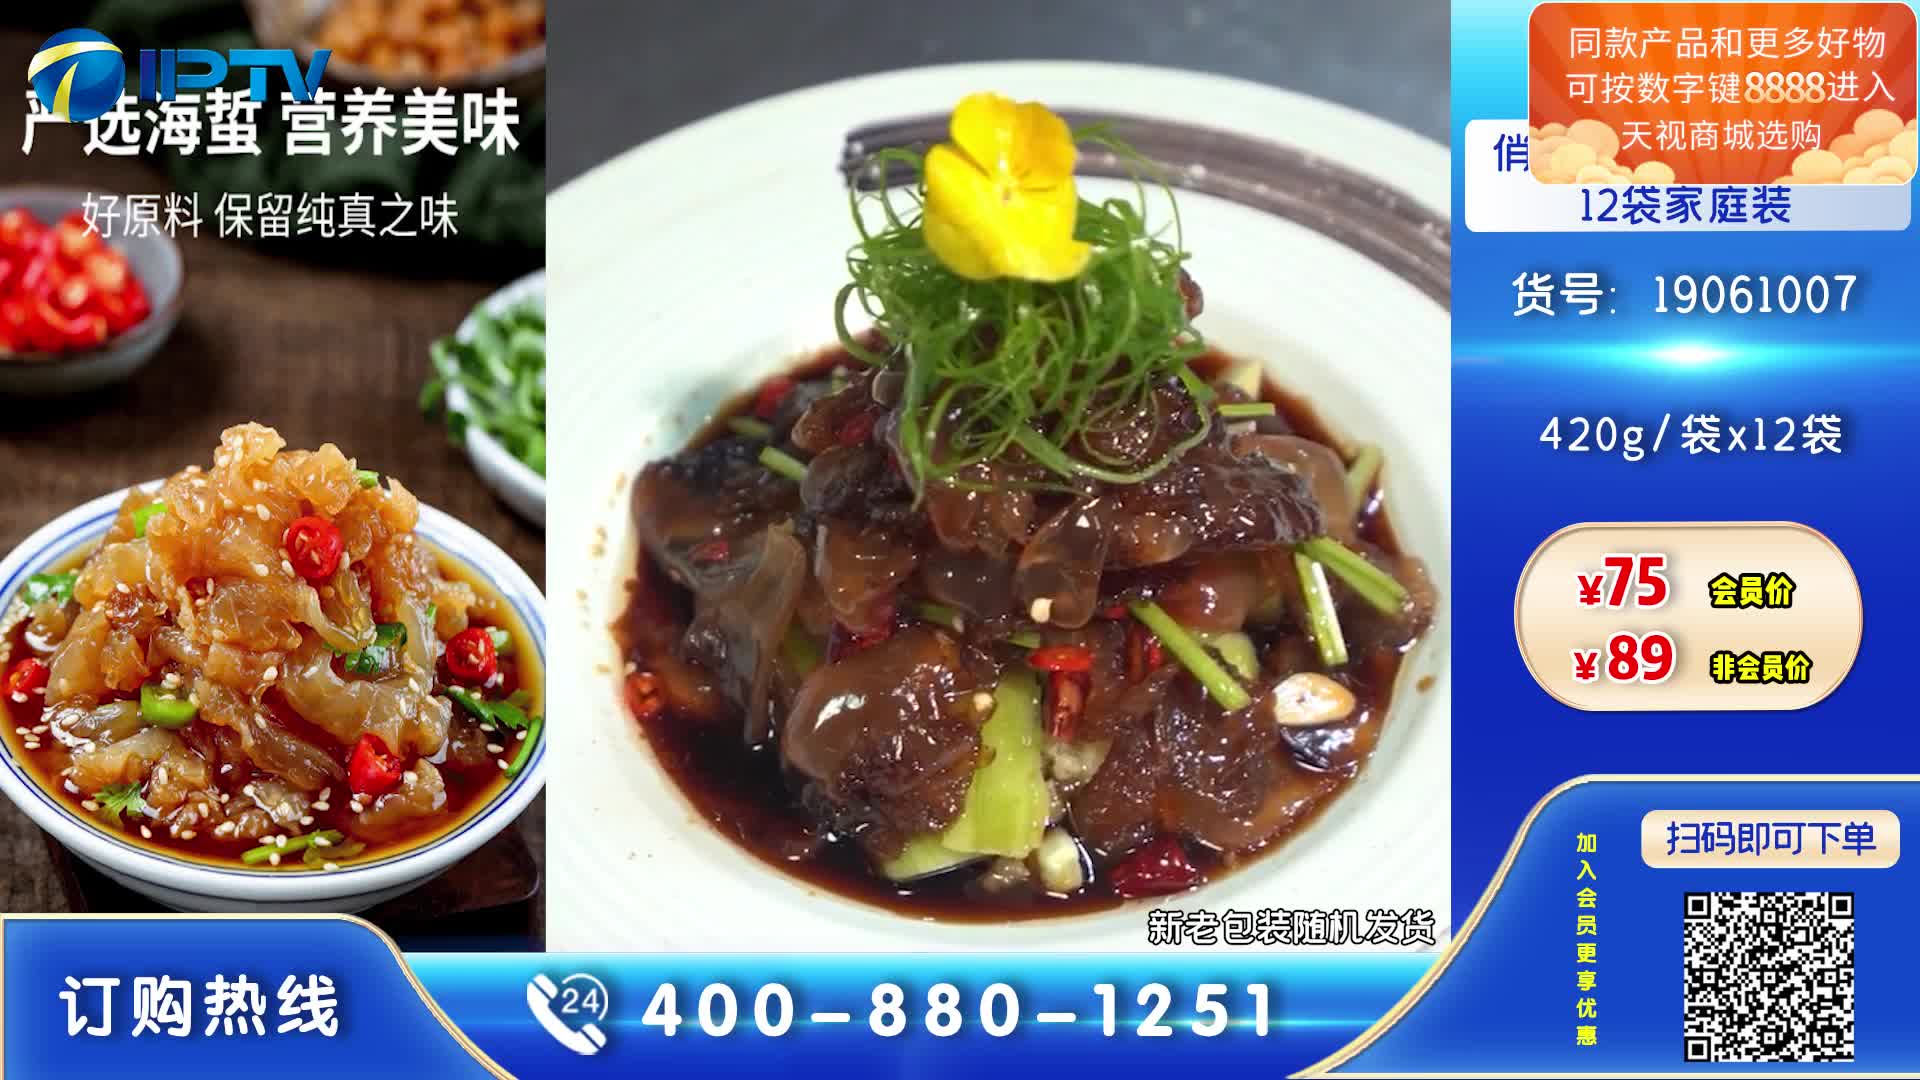 IPTV
严选海蜇 营养美味
好原料 保留纯真之味
同款产品和更多好物
可按数字键8888进入
天视商城选购
俏
12袋家庭装
货号: 19061007
420g/袋x12袋
¥75 会员价
¥89 非会员价
新老包装随机发货
扫码即可下单
加入会员更享优惠
订购热线
24
400-880-1251